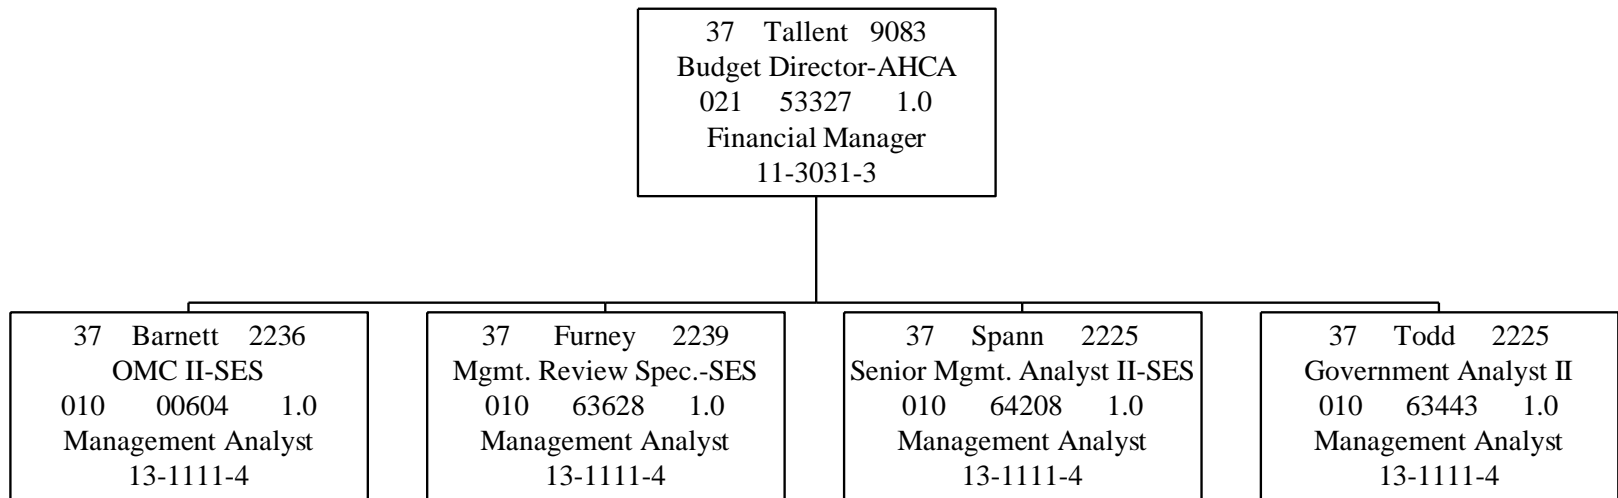 37 Tallent 9083
Budget Director-AHCA
021 53327 1.0
Financial Manager
11-3031-3
37 Barnett 2236
OMC II-SES
010 00604 1.0
Management Analyst
13-1111-4
37 Furney 2239
Mgmt. Review Spec.-SES
010 63628 1.0
Management Analyst
13-1111-4
37 Spann 2225
Senior Mgmt. Analyst II-SES
010 64208 1.0
Management Analyst
13-1111-4
37 Todd 2225
Government Analyst II
010 63443 1.0
Management Analyst
13-1111-4